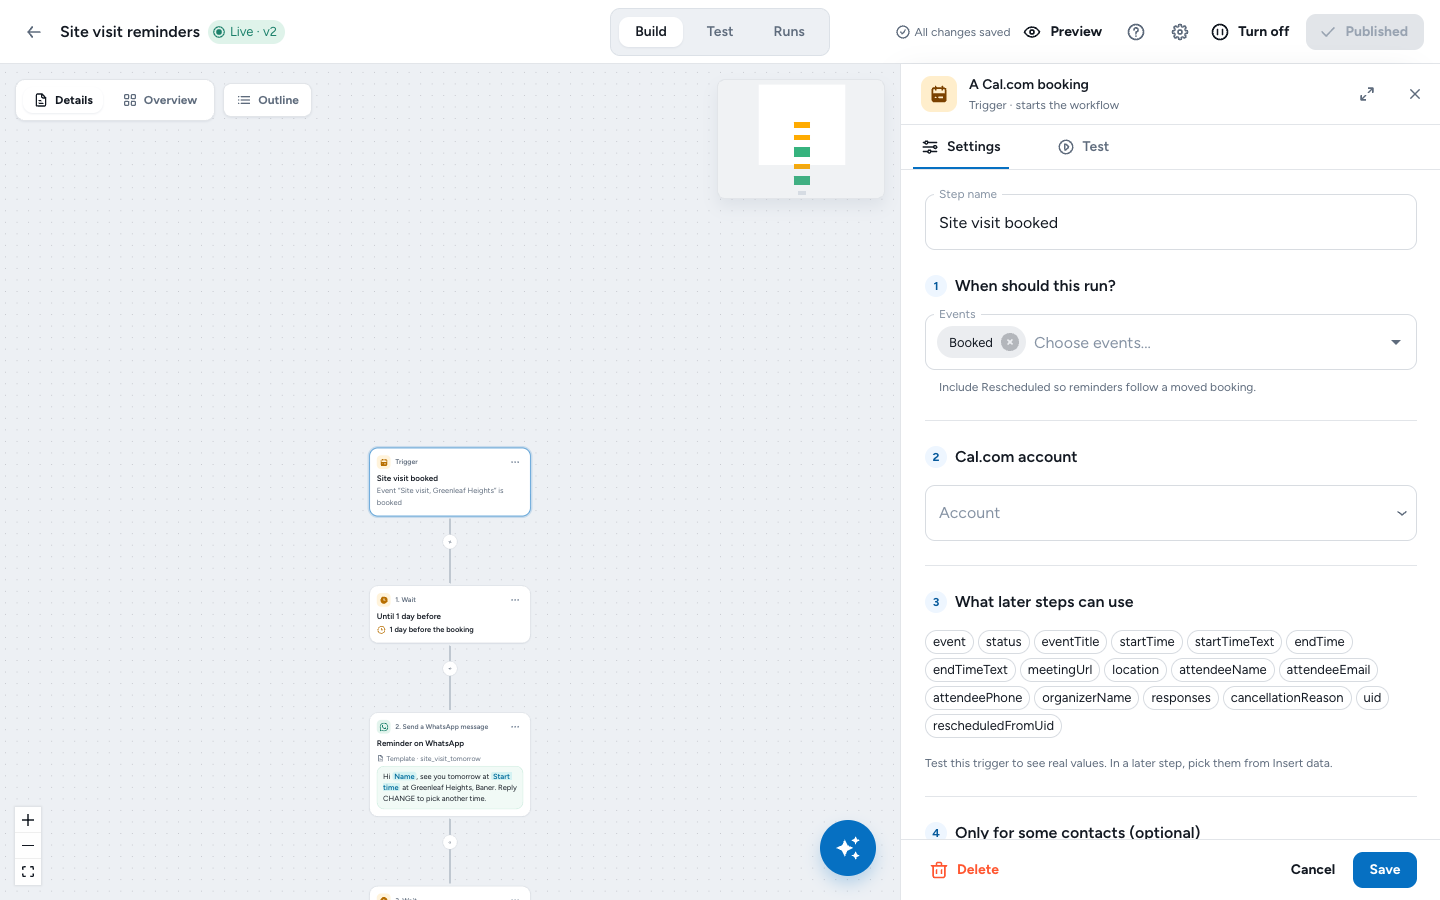 Site visit reminders
Live · v2
Build
Test
Runs
All changes saved
Preview
Turn off
Published
Details
Overview
Outline
Trigger
Site visit booked
Event "Site visit, Greenleaf Heights" is
booked
1. Wait
Until 1 day before
1 day before the booking
2. Send a WhatsApp message
Reminder on WhatsApp
Template · site_visit_tomorrow
Hi Name , see you tomorrow at Start
time at Greenleaf Heights, Baner. Reply
CHANGE to pick another time.
A Cal.com booking
Trigger · starts the workflow
Settings
Test
Step name
Site visit booked
1 When should this run?
Events
Booked
Choose events...
Include Rescheduled so reminders follow a moved booking.
2 Cal.com account
Account
3 What later steps can use
event status eventTitle startTime startTimeText endTime
endTimeText meetingUrl location attendeeName attendeeEmail
attendeePhone organizerName responses cancellationReason uid
rescheduledFromUid
Test this trigger to see real values. In a later step, pick them from Insert data.
4 Only for some contacts (optional)
Delete
Cancel
Save